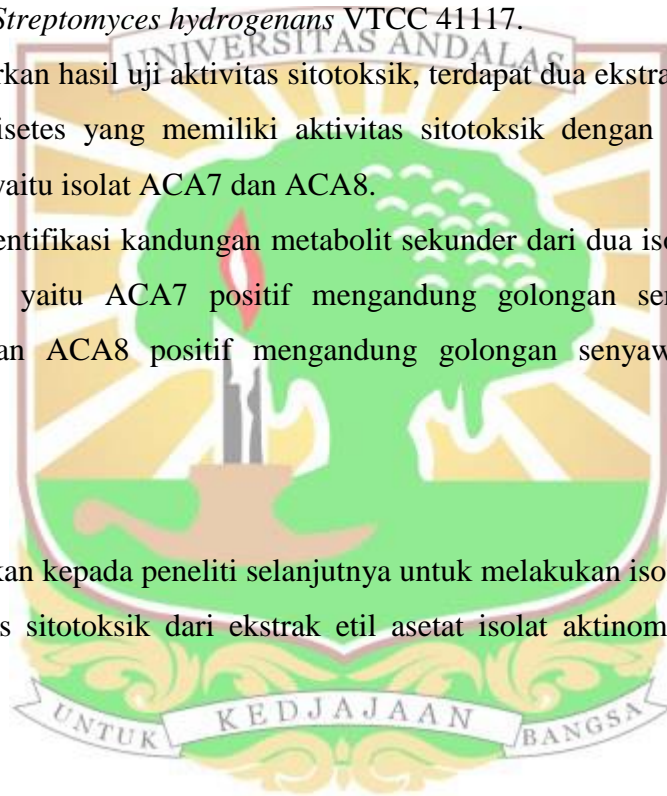 Streptomyces hydrogenans VTCC 41117.
UNIVERSITAS ANDALAS
rkan hasil uji aktivitas sitotoksik, terdapat dua ekstra
isetes yang memiliki aktivitas sitotoksik dengan
yaitu isolat ACA7 dan ACA8.
entifikasi kandungan metabolit sekunder dari dua iso
yaitu ACA7 positif mengandung golongan sen
an ACA8 positif mengandung golongan senyaw
kan kepada peneliti selanjutnya untuk melakukan iso
s sitotoksik dari ekstrak etil asetat isolat aktinom
UNTUK KEDJAJAAN BANGSA